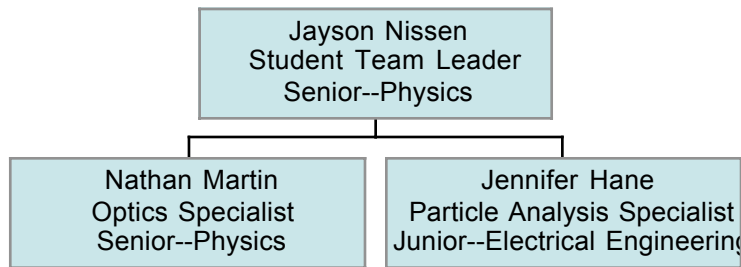 Jayson Nissen
Student Team Leader
Senior--Physics
Nathan Martin
Optics Specialist
Senior--Physics
Jennifer Hane
Particle Analysis Specialist
Junior--Electrical Engineering